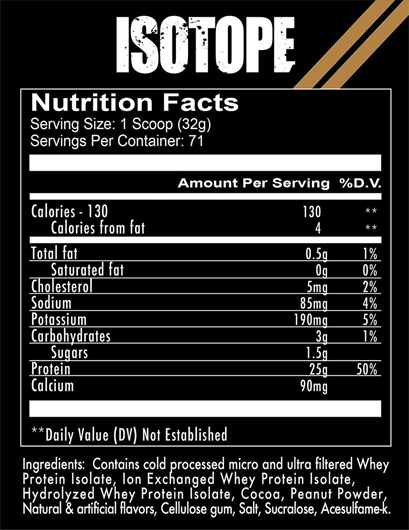 ISOTOPE
Nutrition Facts
Serving Size: 1 Scoop (32g)
Servings Per Container: 71
Amount Per Serving %D.V.
Calories - 130 130 **
Calories from fat 4 **
Total fat 0.5g 1%
Saturated fat 0g 0%
Cholesterol 5mg 2%
Sodium 85mg 4%
Potassium 190mg 5%
Carbohydrates 3g 1%
Sugars 1.5g
Protein 25g 50%
Calcium 90mg
**Daily Value (DV) Not Established
Ingredients: Contains cold processed micro and ultra filtered Whey
Protein Isolate, Ion Exchanged Whey Protein Isolate,
Hydrolyzed Whey Protein Isolate, Cocoa, Peanut Powder,
Natural & artificial flavors, Cellulose gum, Salt, Sucralose, Acesulfame-k.